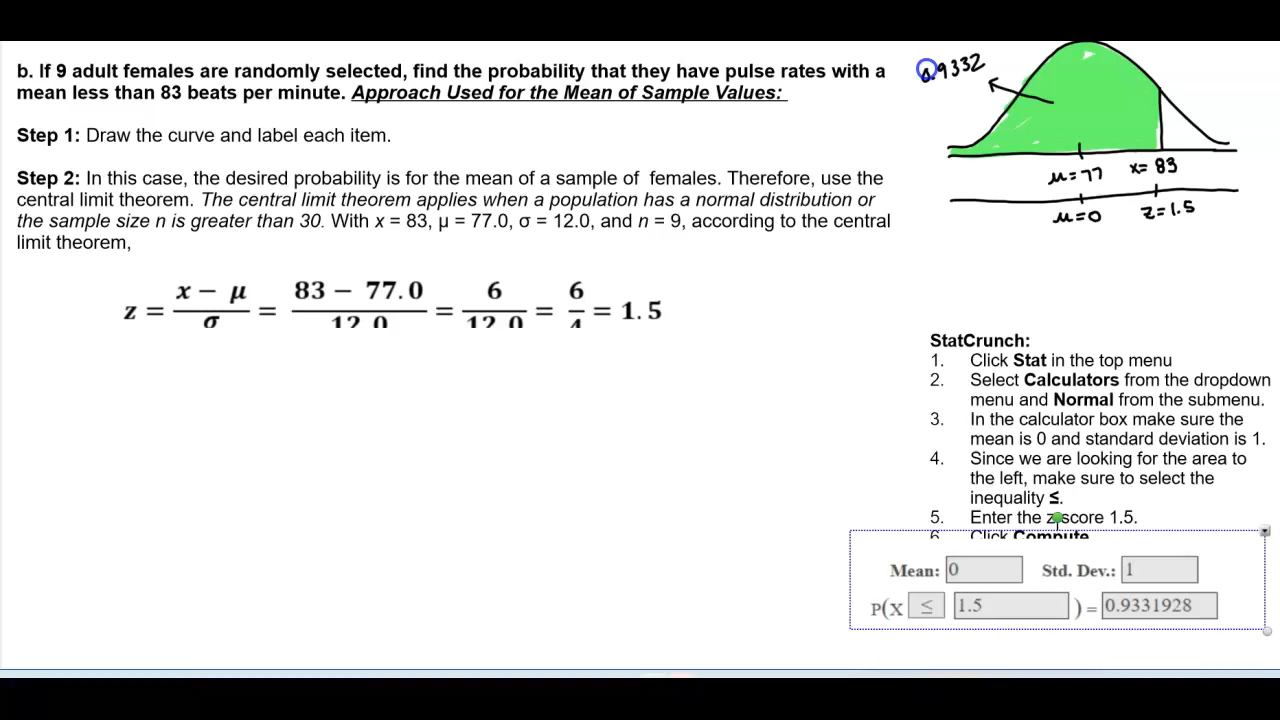 b. If 9 adult females are randomly selected, find the probability that they have pulse rates with a
mean less than 83 beats per minute. Approach Used for the Mean of Sample Values:
Step 1: Draw the curve and label each item.
Step 2: In this case, the desired probability is for the mean of a sample of females. Therefore, use the
central limit theorem. The central limit theorem applies when a population has a normal distribution or
the sample size n is greater than 30. With x = 83, μ = 77.0, σ = 12.0, and n = 9, according to the central
limit theorem,
z = x − μ / σ = 83 − 77.0 / 12.0 = 6 / 12.0 = 6 / 4 = 1.5
0.9332
μ = 77 x = 83
μ = 0 z = 1.5
StatCrunch:
1. Click Stat in the top menu
2. Select Calculators from the dropdown
menu and Normal from the submenu.
3. In the calculator box make sure the
mean is 0 and standard deviation is 1.
4. Since we are looking for the area to
the left, make sure to select the
inequality ≤.
5. Enter the z score 1.5.
6. Click Compute
Mean: 0 Std. Dev.: 1
P(X ≤ 1.5 ) = 0.9331928